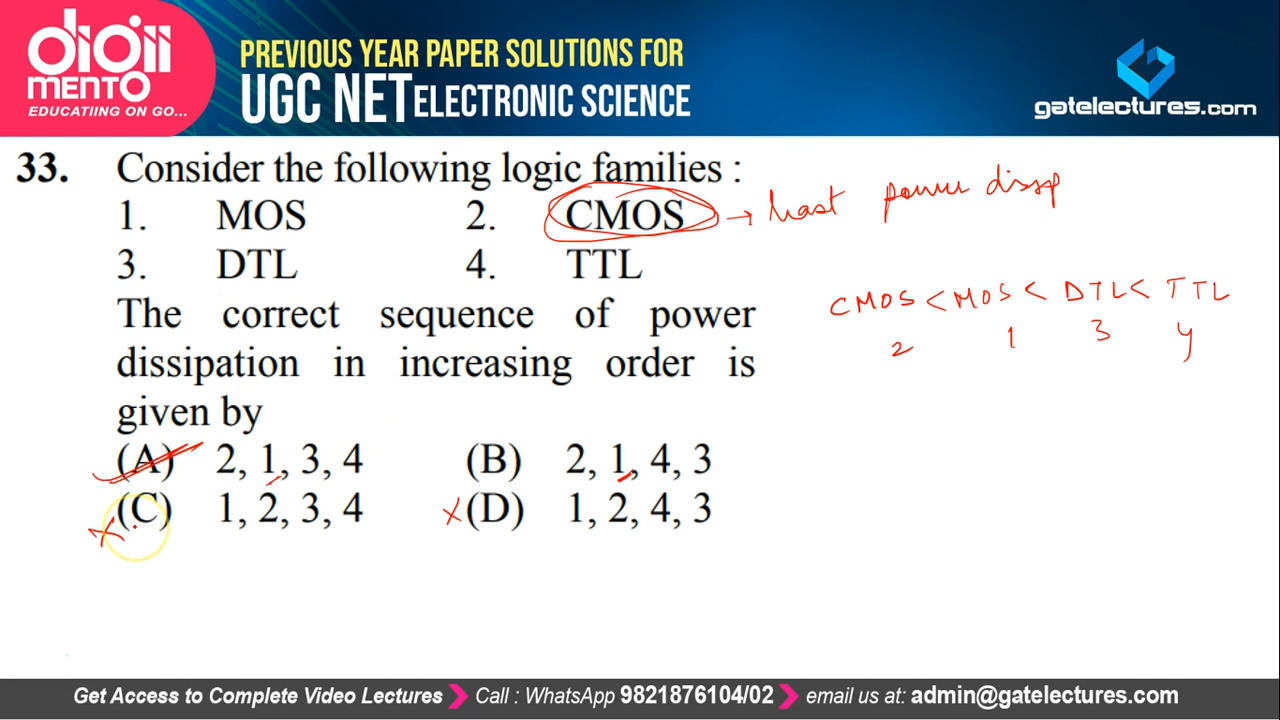 dioii
MENTO
EDUCATIING ON GO...
PREVIOUS YEAR PAPER SOLUTIONS FOR
UGC NET ELECTRONIC SCIENCE
gatelectures.com
33. Consider the following logic families :
1. MOS 2. CMOS → least power dissp
3. DTL 4. TTL
CMOS < MOS < DTL < TTL
2 1 3 4
The correct sequence of power
dissipation in increasing order is
given by
(A) 2, 1, 3, 4 (B) 2, 1, 4, 3
(C) 1, 2, 3, 4 (D) 1, 2, 4, 3
Get Access to Complete Video Lectures Call : WhatsApp 9821876104/02 email us at: admin@gatelectures.com